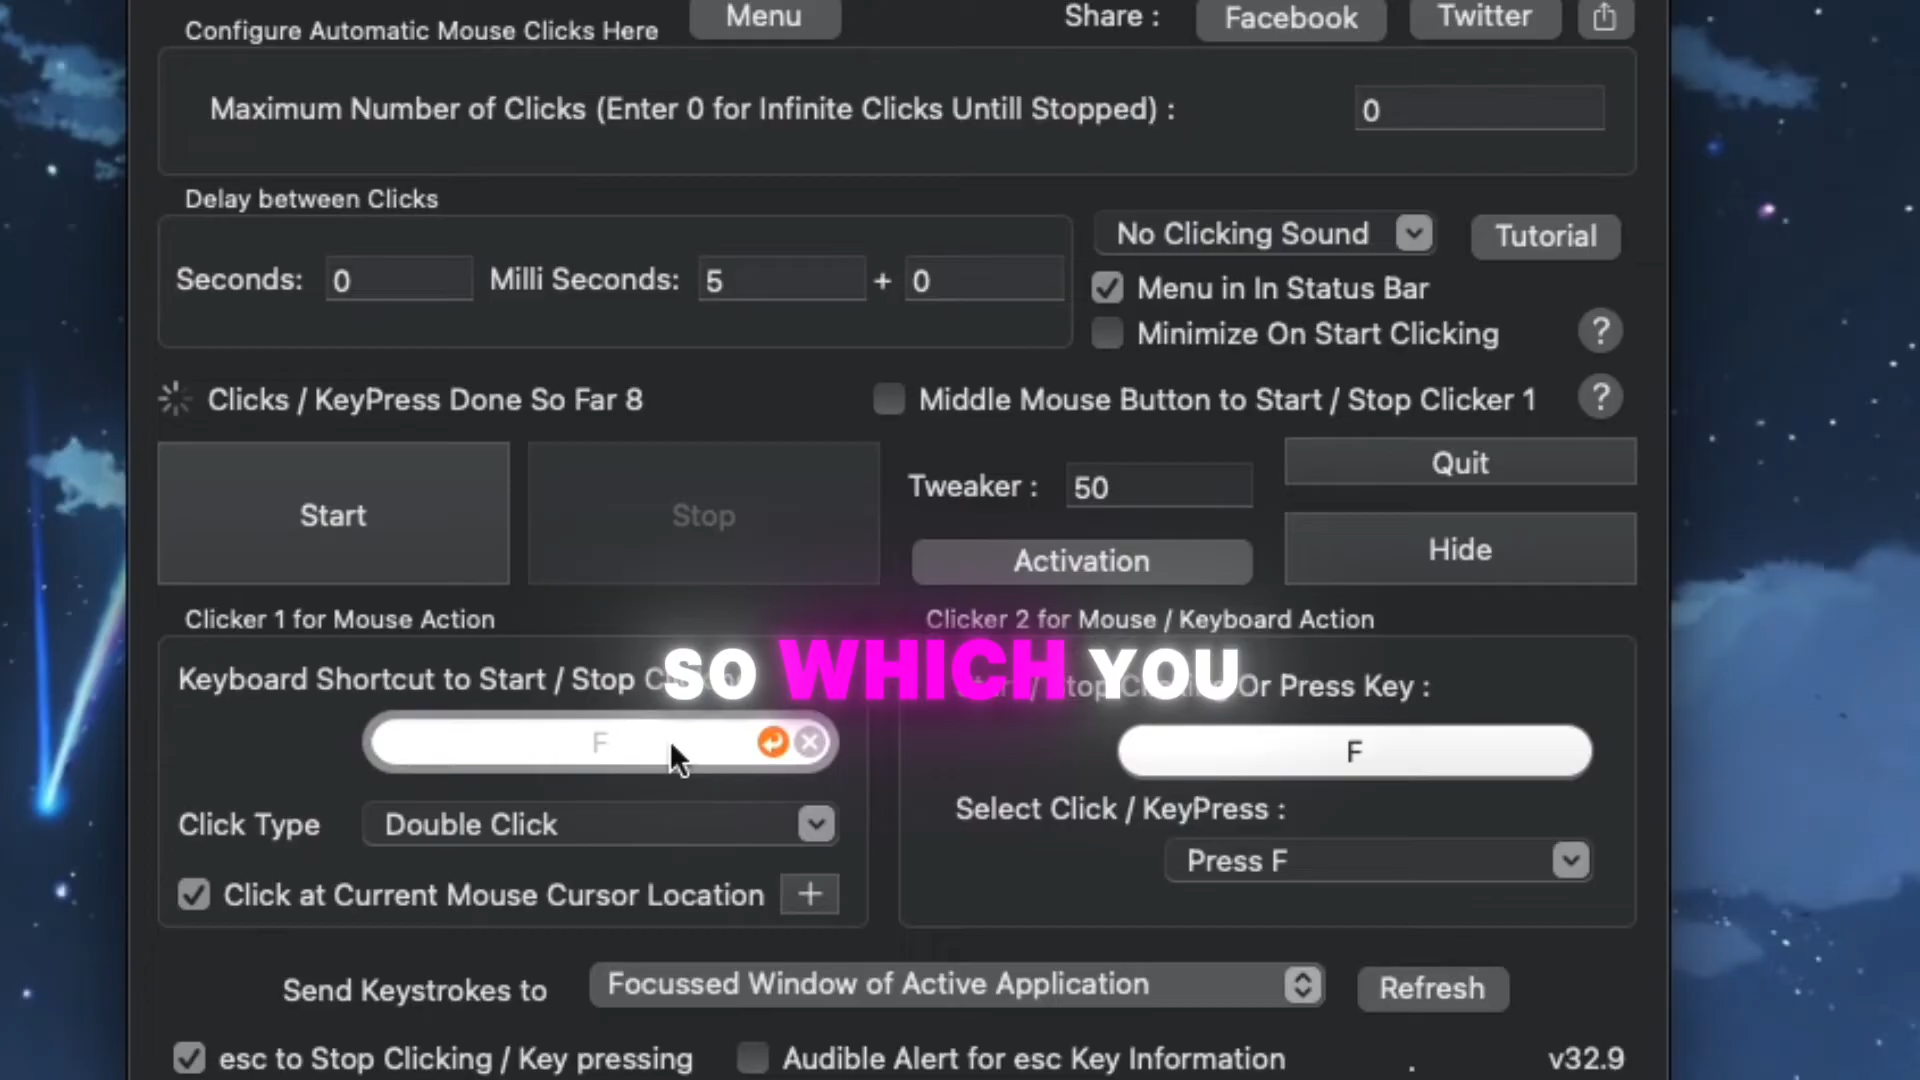 Configure Automatic Mouse Clicks Here
Menu
Share :
Facebook
Twitter
Maximum Number of Clicks (Enter 0 for Infinite Clicks Untill Stopped) :
0
Delay between Clicks
Seconds:
0
Milli Seconds:
5
+
0
No Clicking Sound
Tutorial
Menu in In Status Bar
Minimize On Start Clicking
?
Clicks / KeyPress Done So Far 8
Middle Mouse Button to Start / Stop Clicker 1
?
Start
Stop
Tweaker :
50
Activation
Quit
Hide
Clicker 1 for Mouse Action
Clicker 2 for Mouse / Keyboard Action
Keyboard Shortcut to Start / Stop
SO WHICH YOU
Or Press Key :
F
F
Click Type
Double Click
Select Click / KeyPress :
Press F
Click at Current Mouse Cursor Location
+
Send Keystrokes to
Focussed Window of Active Application
Refresh
esc to Stop Clicking / Key pressing
Audible Alert for esc Key Information
.
v32.9